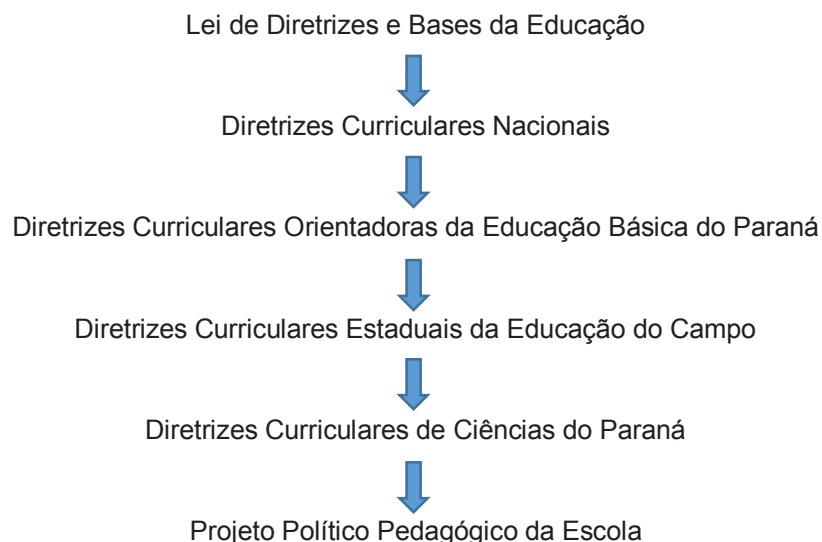 Lei de Diretrizes e Bases da Educação
Diretrizes Curriculares Nacionais
Diretrizes Curriculares Orientadoras da Educação Básica do Paraná
Diretrizes Curriculares Estaduais da Educação do Campo
Diretrizes Curriculares de Ciências do Paraná
Projeto Político Pedagógico da Escola